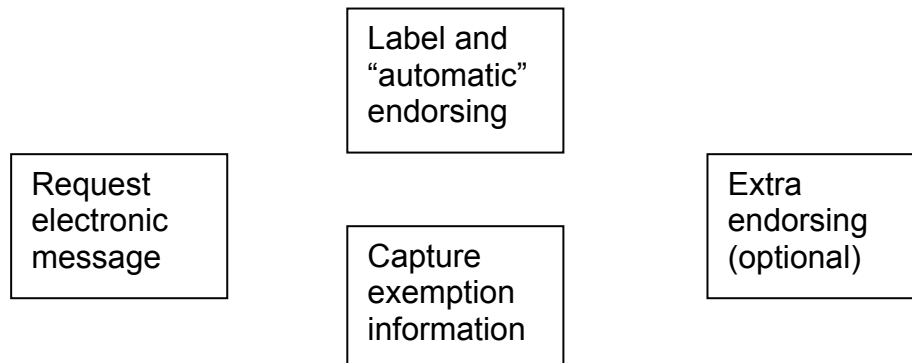 Label and
“automatic”
endorsing
Request
electronic
message
Extra
endorsing
(optional)
Capture
exemption
information